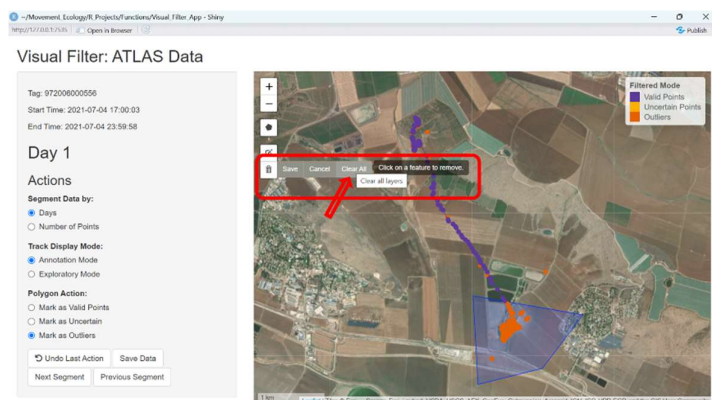 ~/Movement_Ecology/R_Projects/Functions/Visual_Filter_App - Shiny
http://127.0.0.1:7535
Open in Browser
Publish
Visual Filter: ATLAS Data
Tag: 972006000556
Start Time: 2021-07-04 17:00:03
End Time: 2021-07-04 23:59:58
Day 1
Actions
Segment Data by:
Days
Number of Points
Track Display Mode:
Annotation Mode
Exploratory Mode
Polygon Action:
Mark as Valid Points
Mark as Uncertain
Mark as Outliers
Undo Last Action Save Data
Next Segment Previous Segment
+
−
Save Cancel Clear All Click on a feature to remove.
Clear all layers
Filtered Mode
Valid Points
Uncertain Points
Outliers
1 km